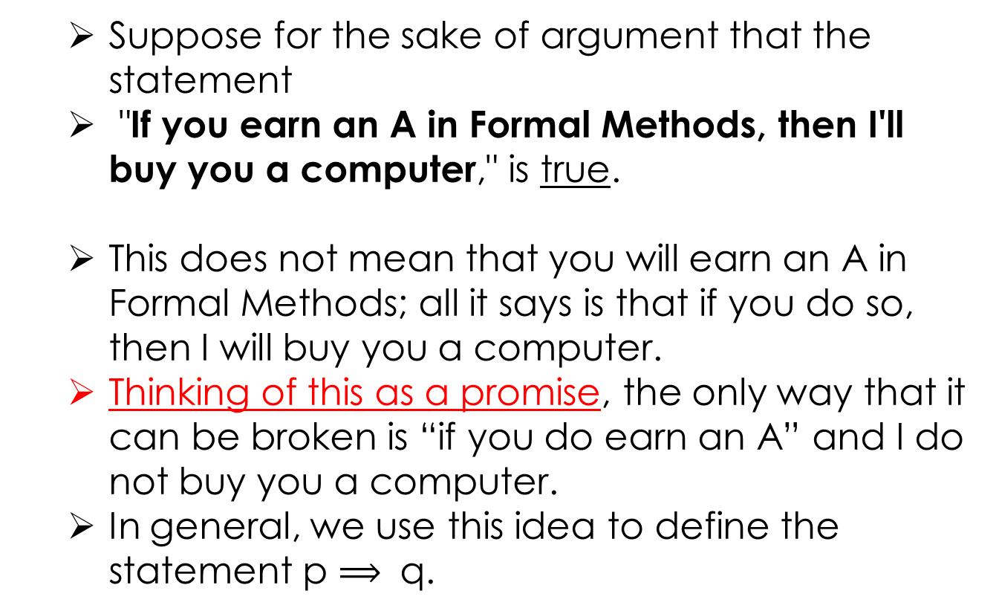 ➢ Suppose for the sake of argument that the
statement
➢ "If you earn an A in Formal Methods, then I'll
buy you a computer," is true.
➢ This does not mean that you will earn an A in
Formal Methods; all it says is that if you do so,
then I will buy you a computer.
➢ Thinking of this as a promise, the only way that it
can be broken is “if you do earn an A” and I do
not buy you a computer.
➢ In general, we use this idea to define the
statement p ⟹ q.